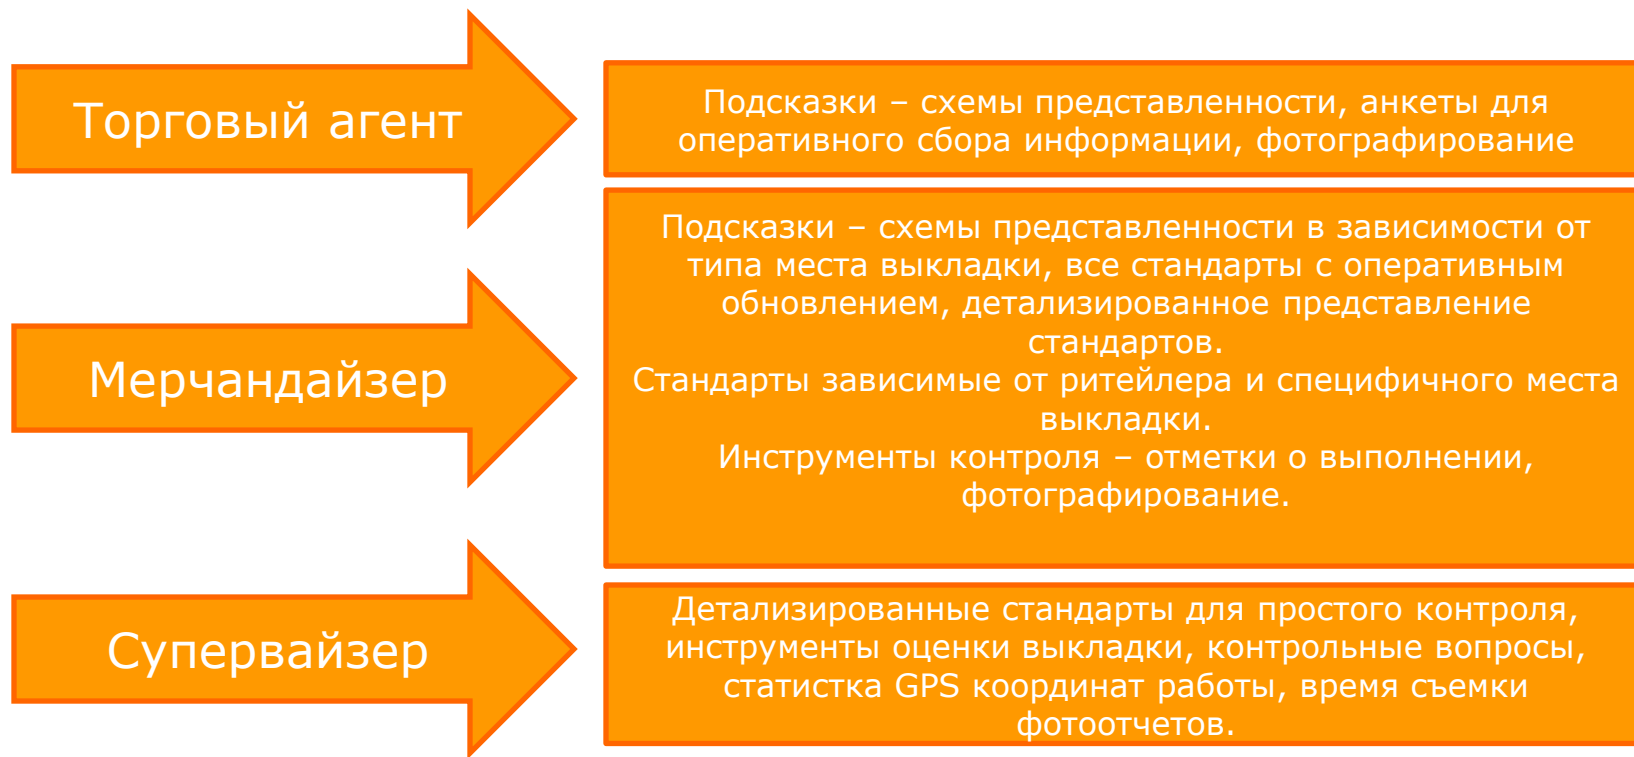 Торговый агент
Подсказки – схемы представленности, анкеты для
оперативного сбора информации, фотографирование
Мерчандайзер
Подсказки – схемы представленности в зависимости от
типа места выкладки, все стандарты с оперативным
обновлением, детализированное представление
стандартов.
Стандарты зависимые от ритейлера и специфичного места
выкладки.
Инструменты контроля – отметки о выполнении,
фотографирование.
Супервайзер
Детализированные стандарты для простого контроля,
инструменты оценки выкладки, контрольные вопросы,
статистка GPS координат работы, время съемки
фотоотчетов.